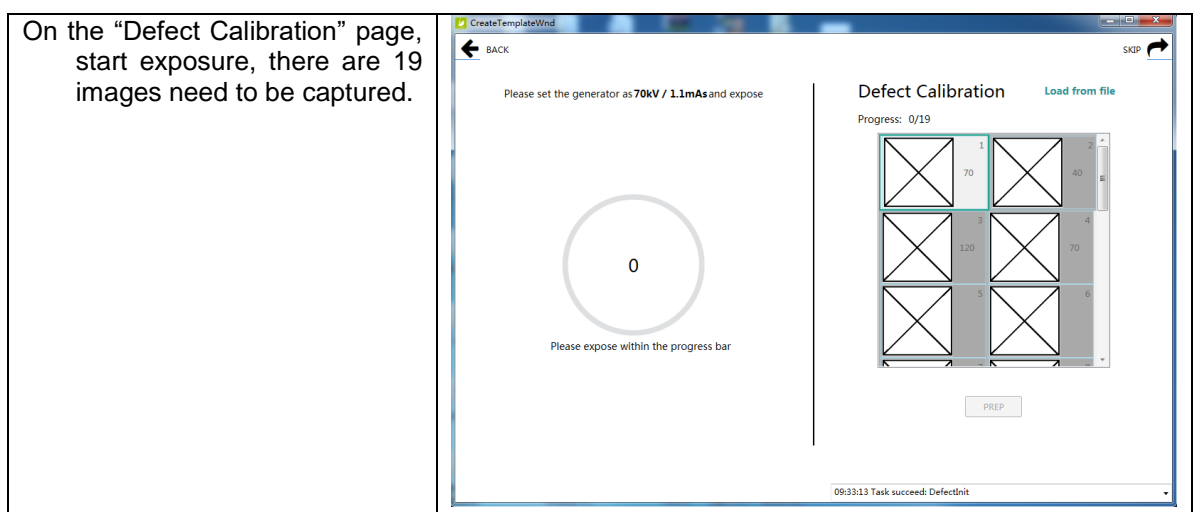 On the “Defect Calibration” page,
start exposure, there are 19
images need to be captured.
CreateTemplateWnd
BACK
SKIP
Please set the generator as 70kV / 1.1mAs and expose
0
Please expose within the progress bar
Defect Calibration
Load from file
Progress: 0/19
1
70
2
40
3
120
4
70
5
6
PREP
09:33:13 Task succeed: DefectInit